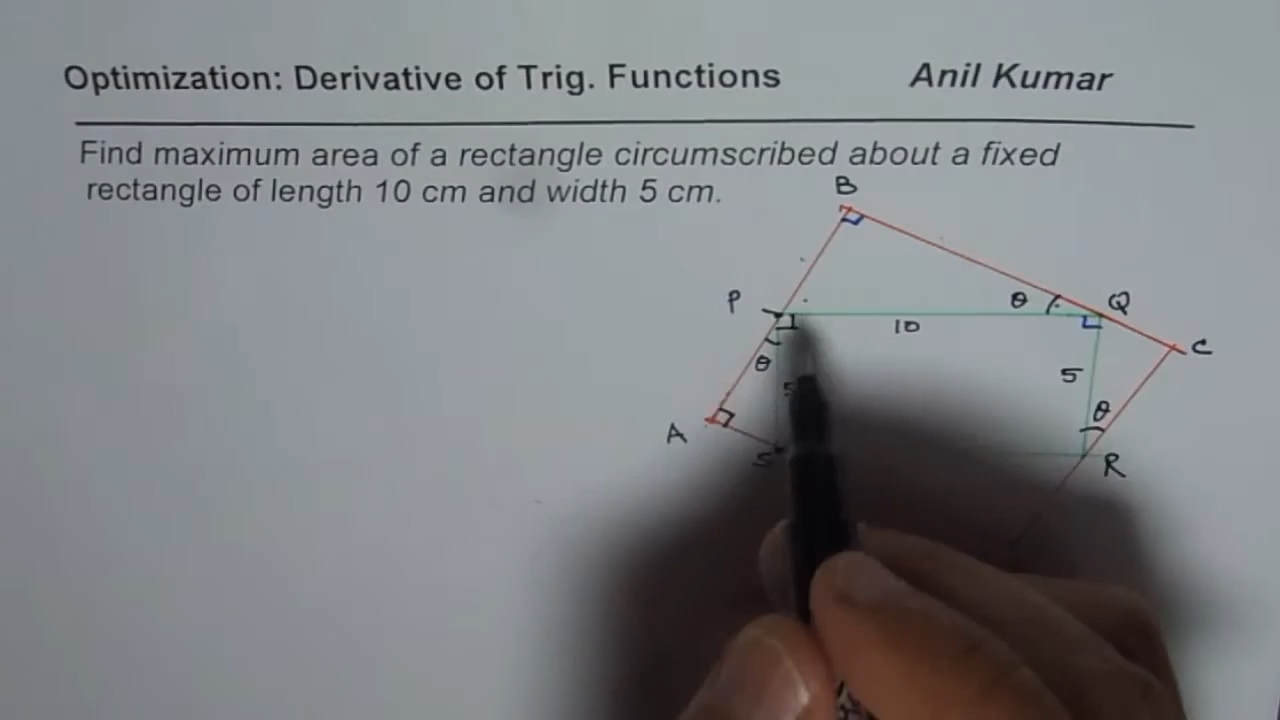 Optimization: Derivative of Trig. Functions Anil Kumar
Find maximum area of a rectangle circumscribed about a fixed
rectangle of length 10 cm and width 5 cm.
B
P θ Q
10
C
θ 5
5
θ
A
S R